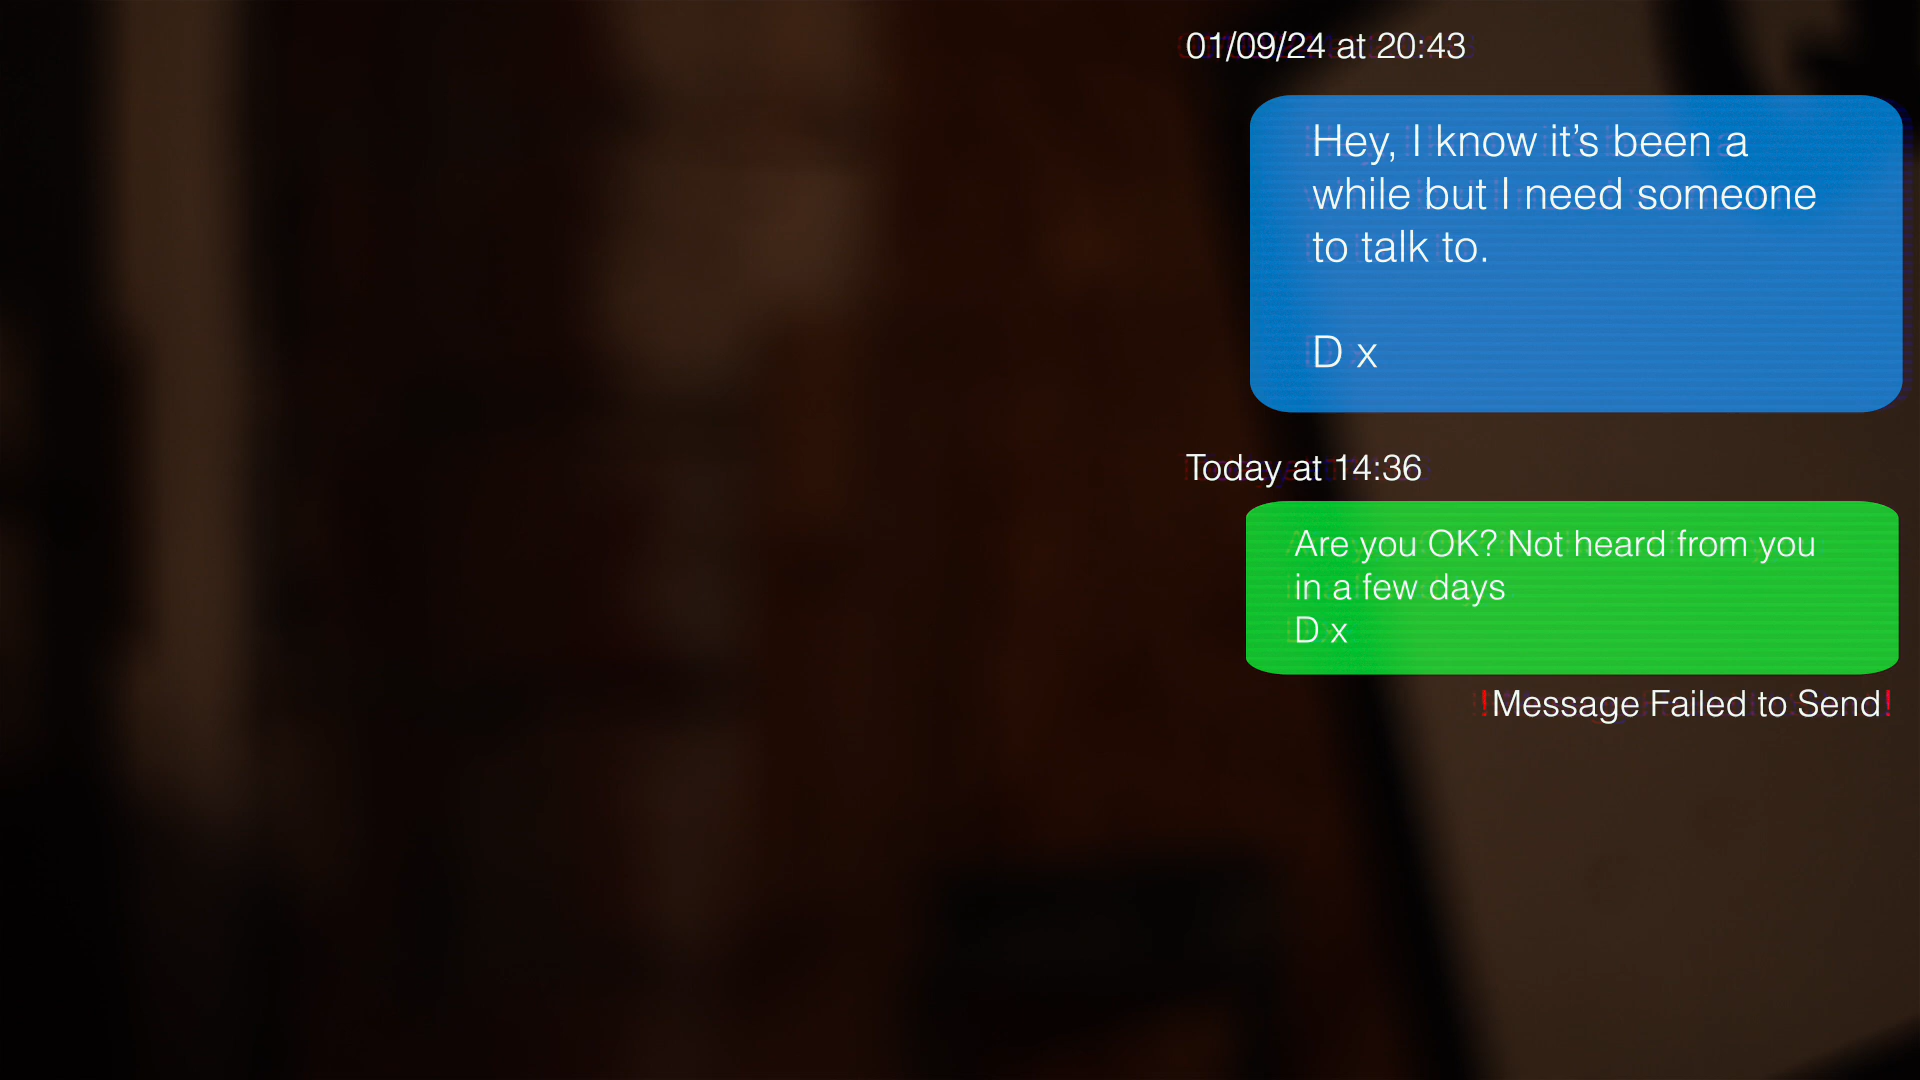 01/09/24 at 20:43
Hey, I know it’s been a
while but I need someone
to talk to.
D x
Today at 14:36
Are you OK? Not heard from you
in a few days
D x
!Message Failed to Send!